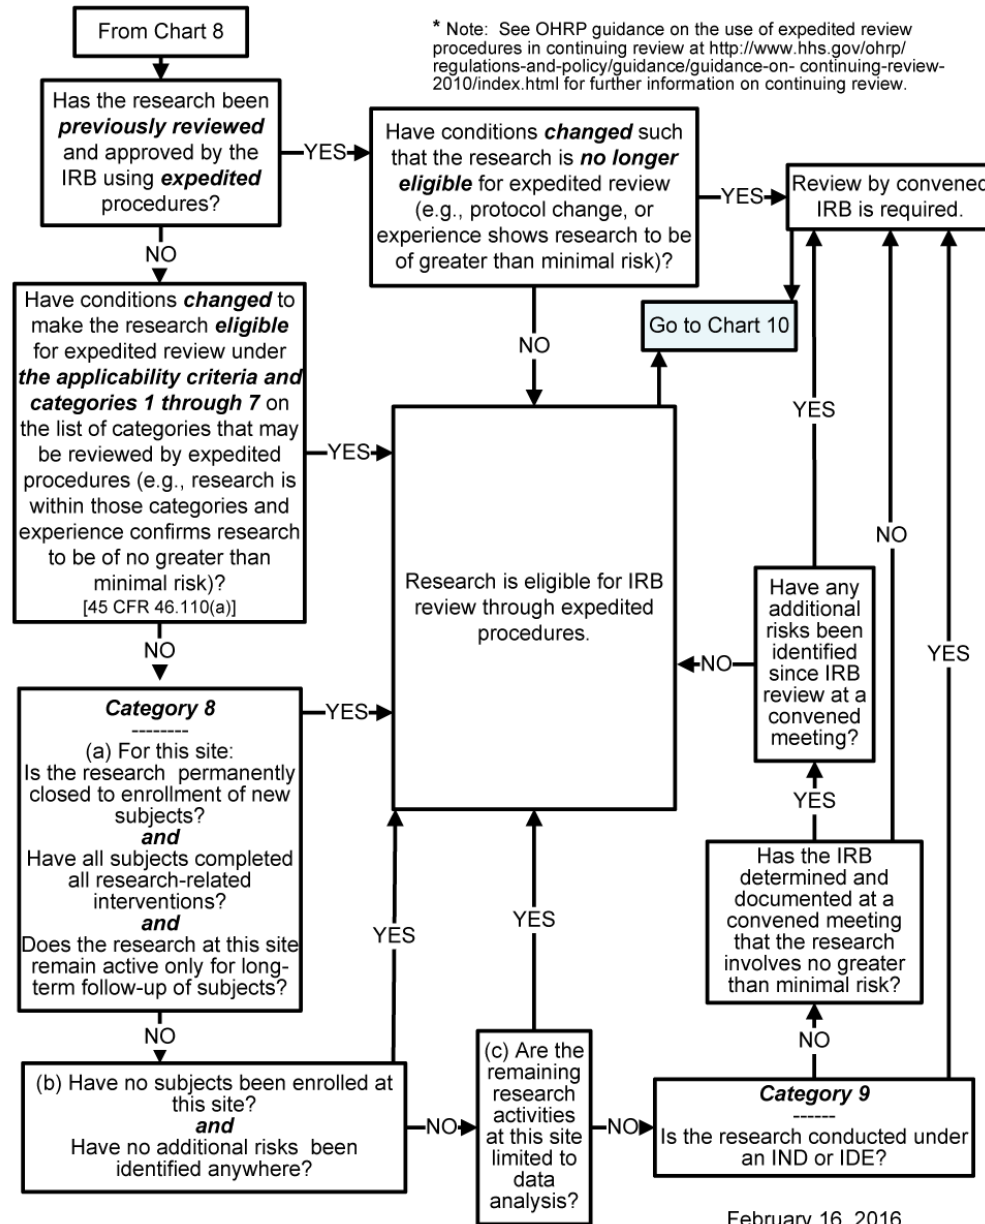 From Chart 8
* Note: See OHRP guidance on the use of expedited review
procedures in continuing review at http://www.hhs.gov/ohrp/
regulations-and-policy/guidance/guidance-on- continuing-review-
2010/index.html for further information on continuing review.
Has the research been
previously reviewed
and approved by the
IRB using expedited
procedures?
YES
Have conditions changed such
that the research is no longer
eligible for expedited review
(e.g., protocol change, or
experience shows research to be
of greater than minimal risk)?
YES
Review by convened
IRB is required.
NO
Go to Chart 10
NO
Have conditions changed to
make the research eligible
for expedited review under
the applicability criteria and
categories 1 through 7 on
the list of categories that may
be reviewed by expedited
procedures (e.g., research is
within those categories and
experience confirms research
to be of no greater than
minimal risk)?
[45 CFR 46.110(a)]
YES
Research is eligible for IRB
review through expedited
procedures.
YES
NO
YES
Have any
additional
risks been
identified
since IRB
review at a
convened
meeting?
NO
NO
Category 8
--------
(a) For this site:
Is the research permanently
closed to enrollment of new
subjects?
and
Have all subjects completed
all research-related
interventions?
and
Does the research at this site
remain active only for long-
term follow-up of subjects?
YES
YES
YES
YES
Has the IRB
determined and
documented at a
convened meeting
that the research
involves no greater
than minimal risk?
NO
NO
(b) Have no subjects been enrolled at
this site?
and
Have no additional risks been
identified anywhere?
NO
(c) Are the
remaining
research
activities
at this site
limited to
data
analysis?
NO
Category 9
------
Is the research conducted under
an IND or IDE?
February 16, 2016